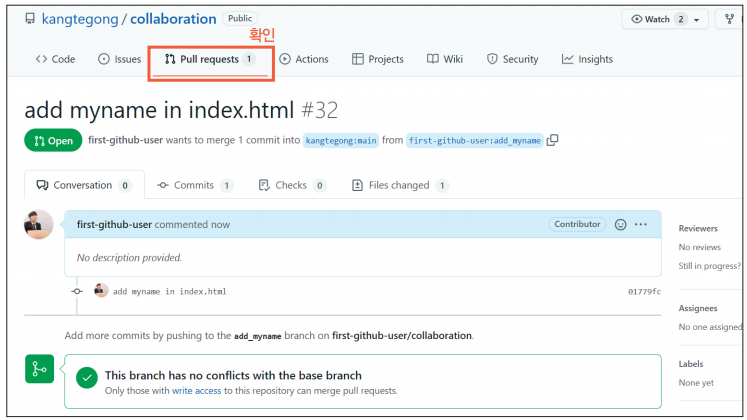 kangtegong / collaboration Public
Watch 2
확인
Code Issues Pull requests 1 Actions Projects Wiki Security Insights
add myname in index.html #32
Open first-github-user wants to merge 1 commit into kangtegong:main from first-github-user:add_myname
Conversation 0 Commits 1 Checks 0 Files changed 1
first-github-user commented now Contributor
No description provided.
add myname in index.html 01779fc
Add more commits by pushing to the add_myname branch on first-github-user/collaboration.
This branch has no conflicts with the base branch
Only those with write access to this repository can merge pull requests.
Reviewers
No reviews
Still in progress?
Assignees
No one assigned
Labels
None yet